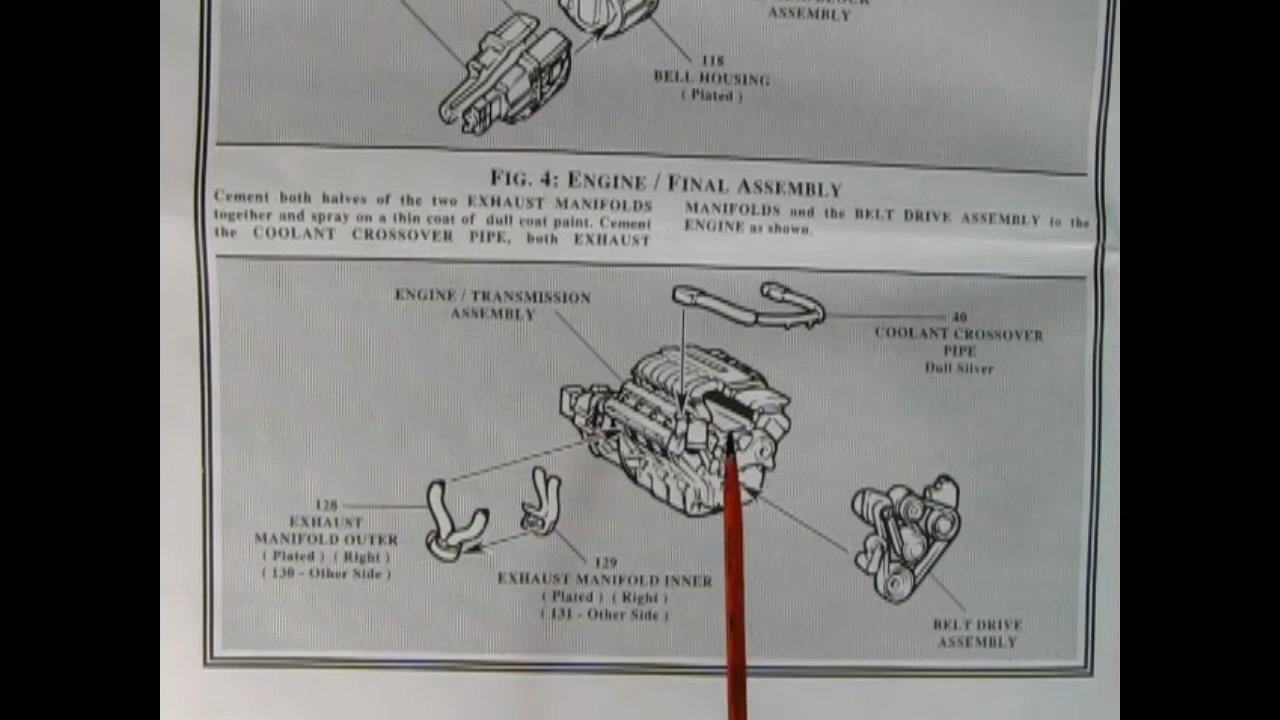 ASSEMBLY
118
BELL HOUSING
( Plated )
FIG. 4: ENGINE / FINAL ASSEMBLY
Cement both halves of the two EXHAUST MANIFOLDS
together and spray on a thin coat of dull coat paint. Cement
the COOLANT CROSSOVER PIPE, both EXHAUST
MANIFOLDS and the BELT DRIVE ASSEMBLY to the
ENGINE as shown.
ENGINE / TRANSMISSION
ASSEMBLY
40
COOLANT CROSSOVER
PIPE
Dull Silver
128
EXHAUST
MANIFOLD OUTER
( Plated ) ( Right )
( 130 - Other Side )
129
EXHAUST MANIFOLD INNER
( Plated ) ( Right )
( 131 - Other Side )
BELT DRIVE
ASSEMBLY